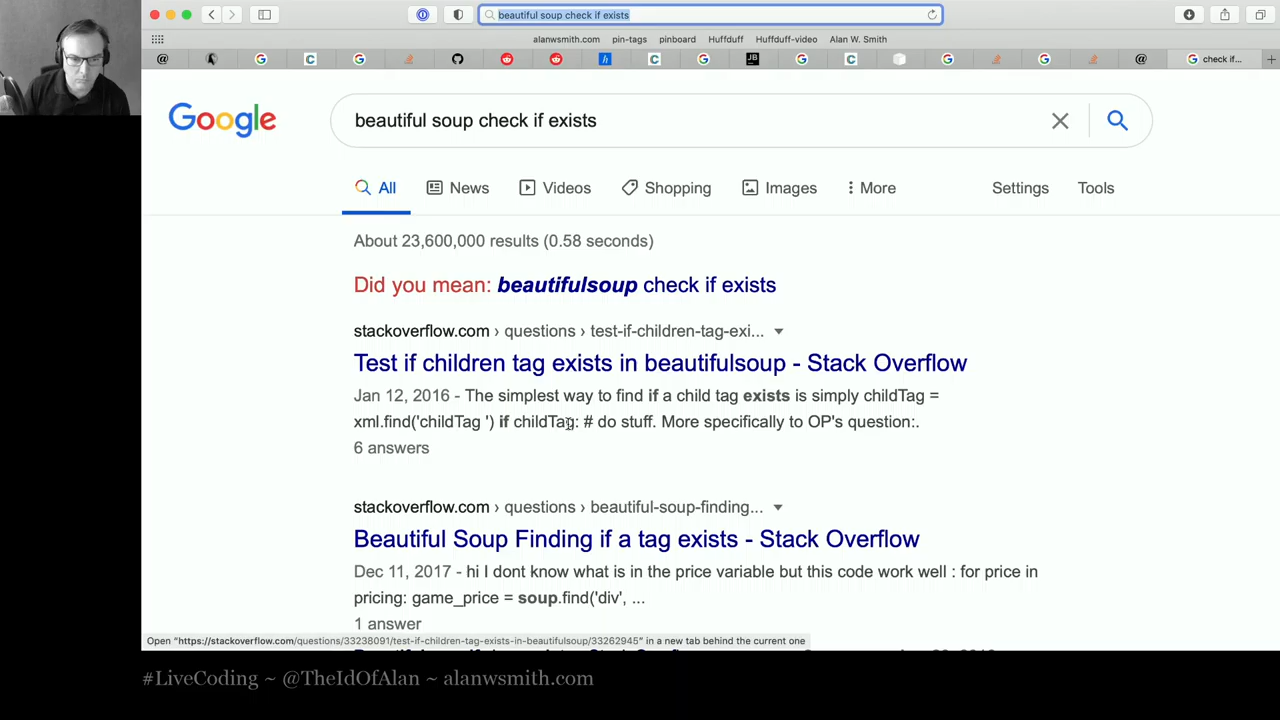 beautiful soup check if exists
alanwsmith.com pin-tags pinboard Huffduff Huffduff-video Alan W. Smith
check if...
Google
beautiful soup check if exists
All News Videos Shopping Images More Settings Tools
About 23,600,000 results (0.58 seconds)
Did you mean: beautifulsoup check if exists
stackoverflow.com › questions › test-if-children-tag-exi...
Test if children tag exists in beautifulsoup - Stack Overflow
Jan 12, 2016 - The simplest way to find if a child tag exists is simply childTag =
xml.find('childTag ') if childTag: # do stuff. More specifically to OP's question:.
6 answers
stackoverflow.com › questions › beautiful-soup-finding...
Beautiful Soup Finding if a tag exists - Stack Overflow
Dec 11, 2017 - hi I dont know what is in the price variable but this code work well : for price in
pricing: game_price = soup.find('div', ...
1 answer
Open "https://stackoverflow.com/questions/33238091/test-if-children-tag-exists-in-beautifulsoup/33262945" in a new tab behind the current one
#LiveCoding ~ @TheIdOfAlan ~ alanwsmith.com